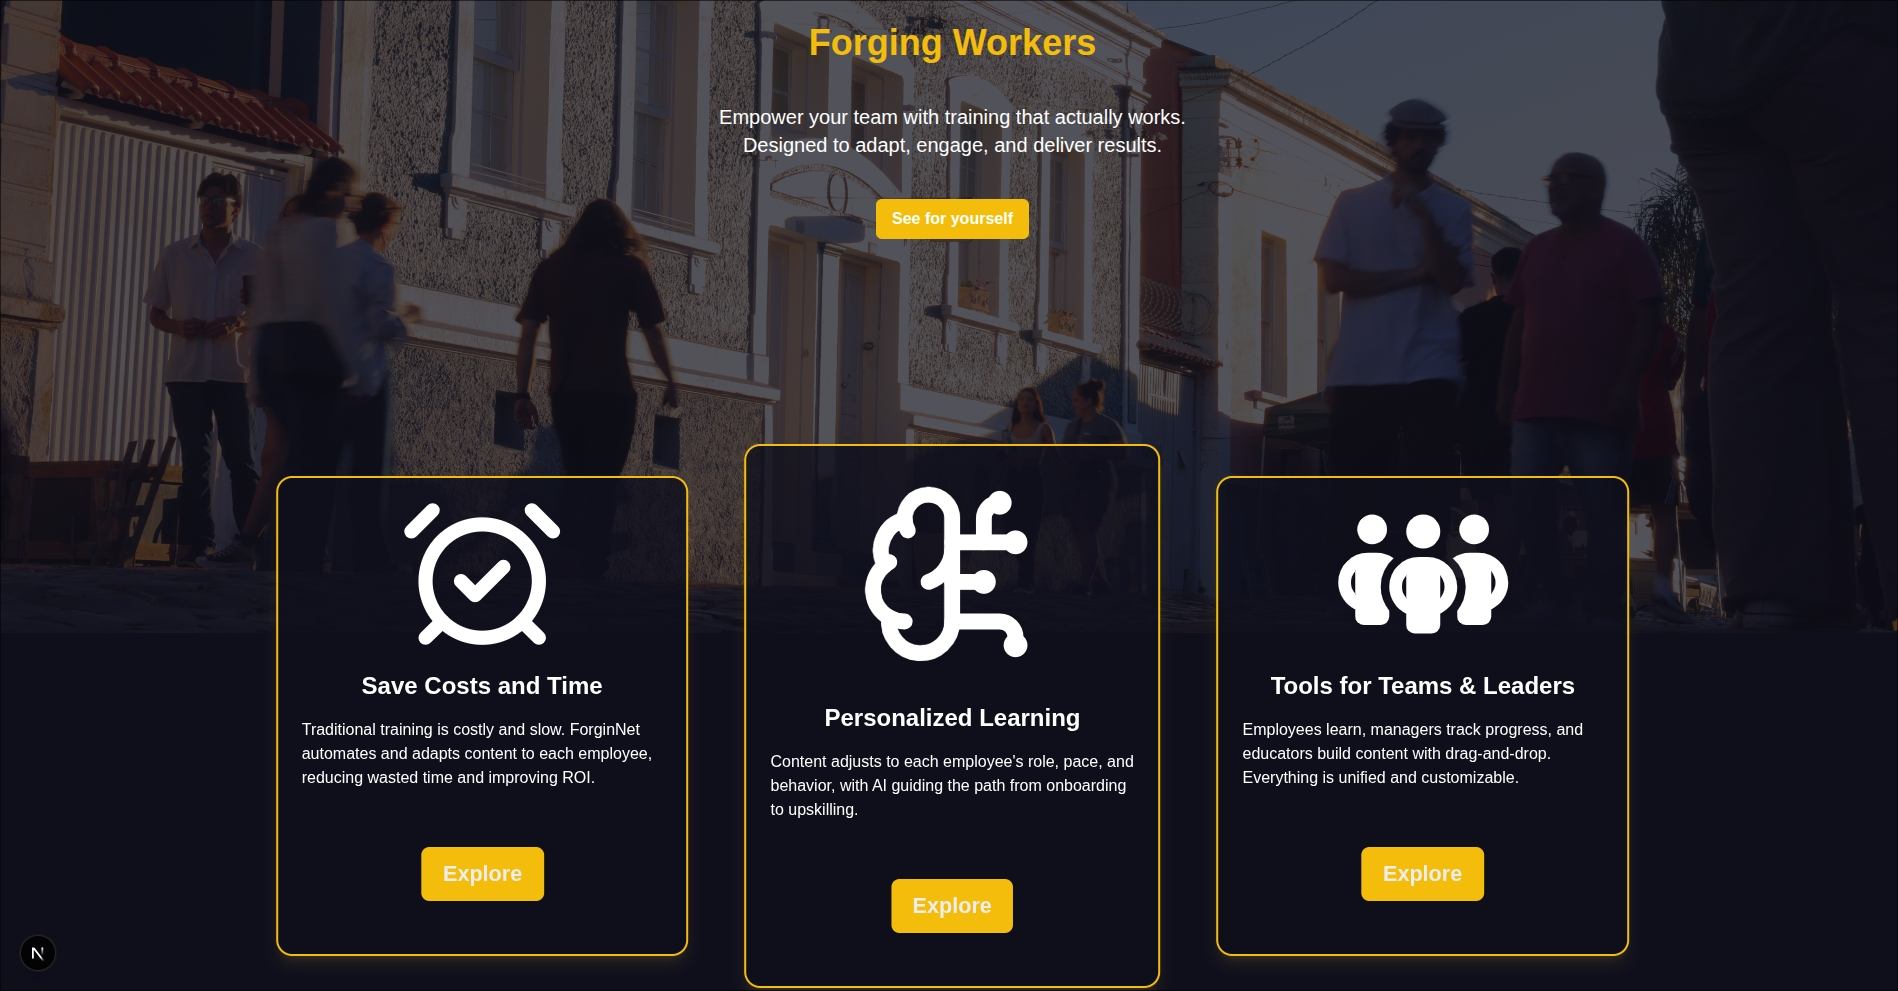 Forging Workers
Empower your team with training that actually works.
Designed to adapt, engage, and deliver results.
See for yourself
Save Costs and Time
Traditional training is costly and slow. ForginNet
automates and adapts content to each employee,
reducing wasted time and improving ROI.
Explore
Personalized Learning
Content adjusts to each employee's role, pace, and
behavior, with AI guiding the path from onboarding
to upskilling.
Explore
Tools for Teams & Leaders
Employees learn, managers track progress, and
educators build content with drag-and-drop.
Everything is unified and customizable.
Explore
N